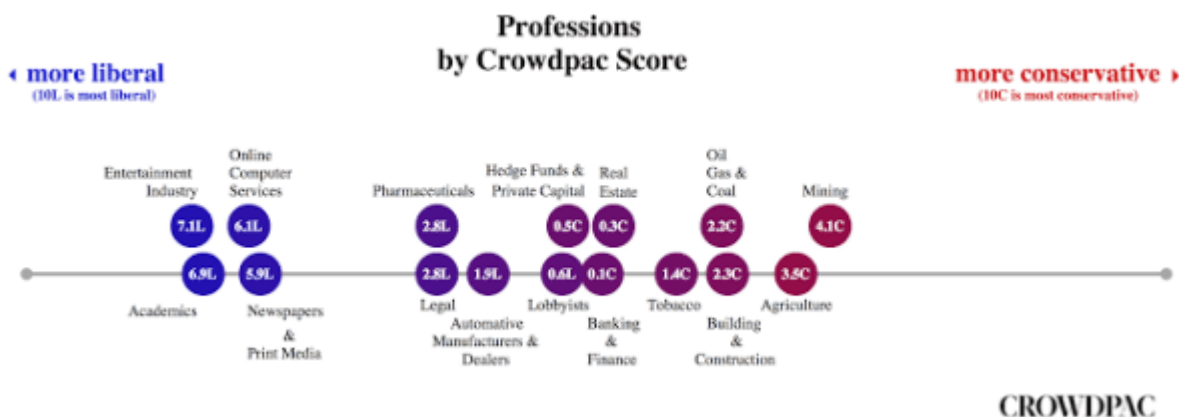 Professions
by Crowdpac Score
more liberal
(10L is most liberal)
more conservative
(10C is most conservative)
Entertainment
Industry
Online
Computer
Services
Pharmaceuticals
Hedge Funds &
Private Capital
Real
Estate
Oil
Gas &
Coal
Mining
7.1L
6.1L
2.8L
0.5C
0.3C
2.2C
4.1C
6.9L
5.9L
2.8L
1.9L
0.6L
0.1C
1.4C
2.3C
3.5C
Academics
Newspapers
&
Print Media
Legal
Automative
Manufacturers &
Dealers
Lobbyists
Banking
&
Finance
Tobacco
Building
&
Construction
Agriculture
CROWDPAC